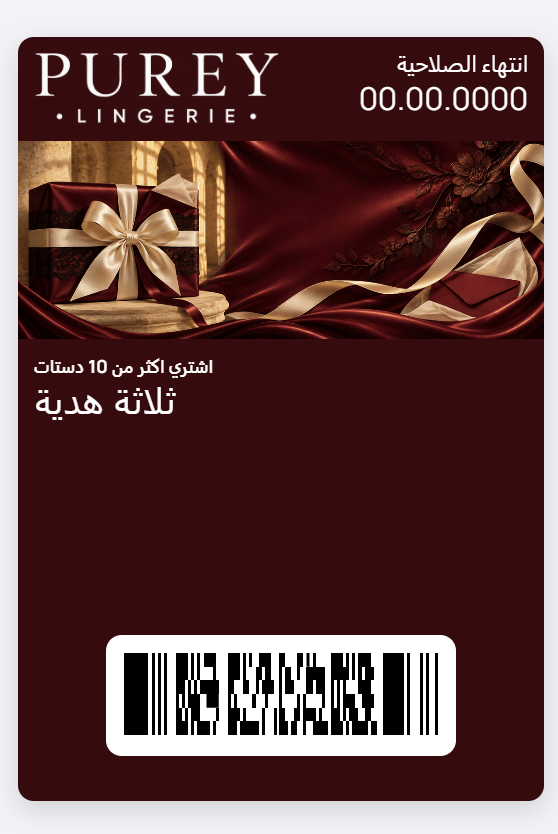 PUREY
• LINGERIE •
انتهاء الصلاحية
00.00.0000
اشتري اكثر من 10 دستات
ثلاثة هدية